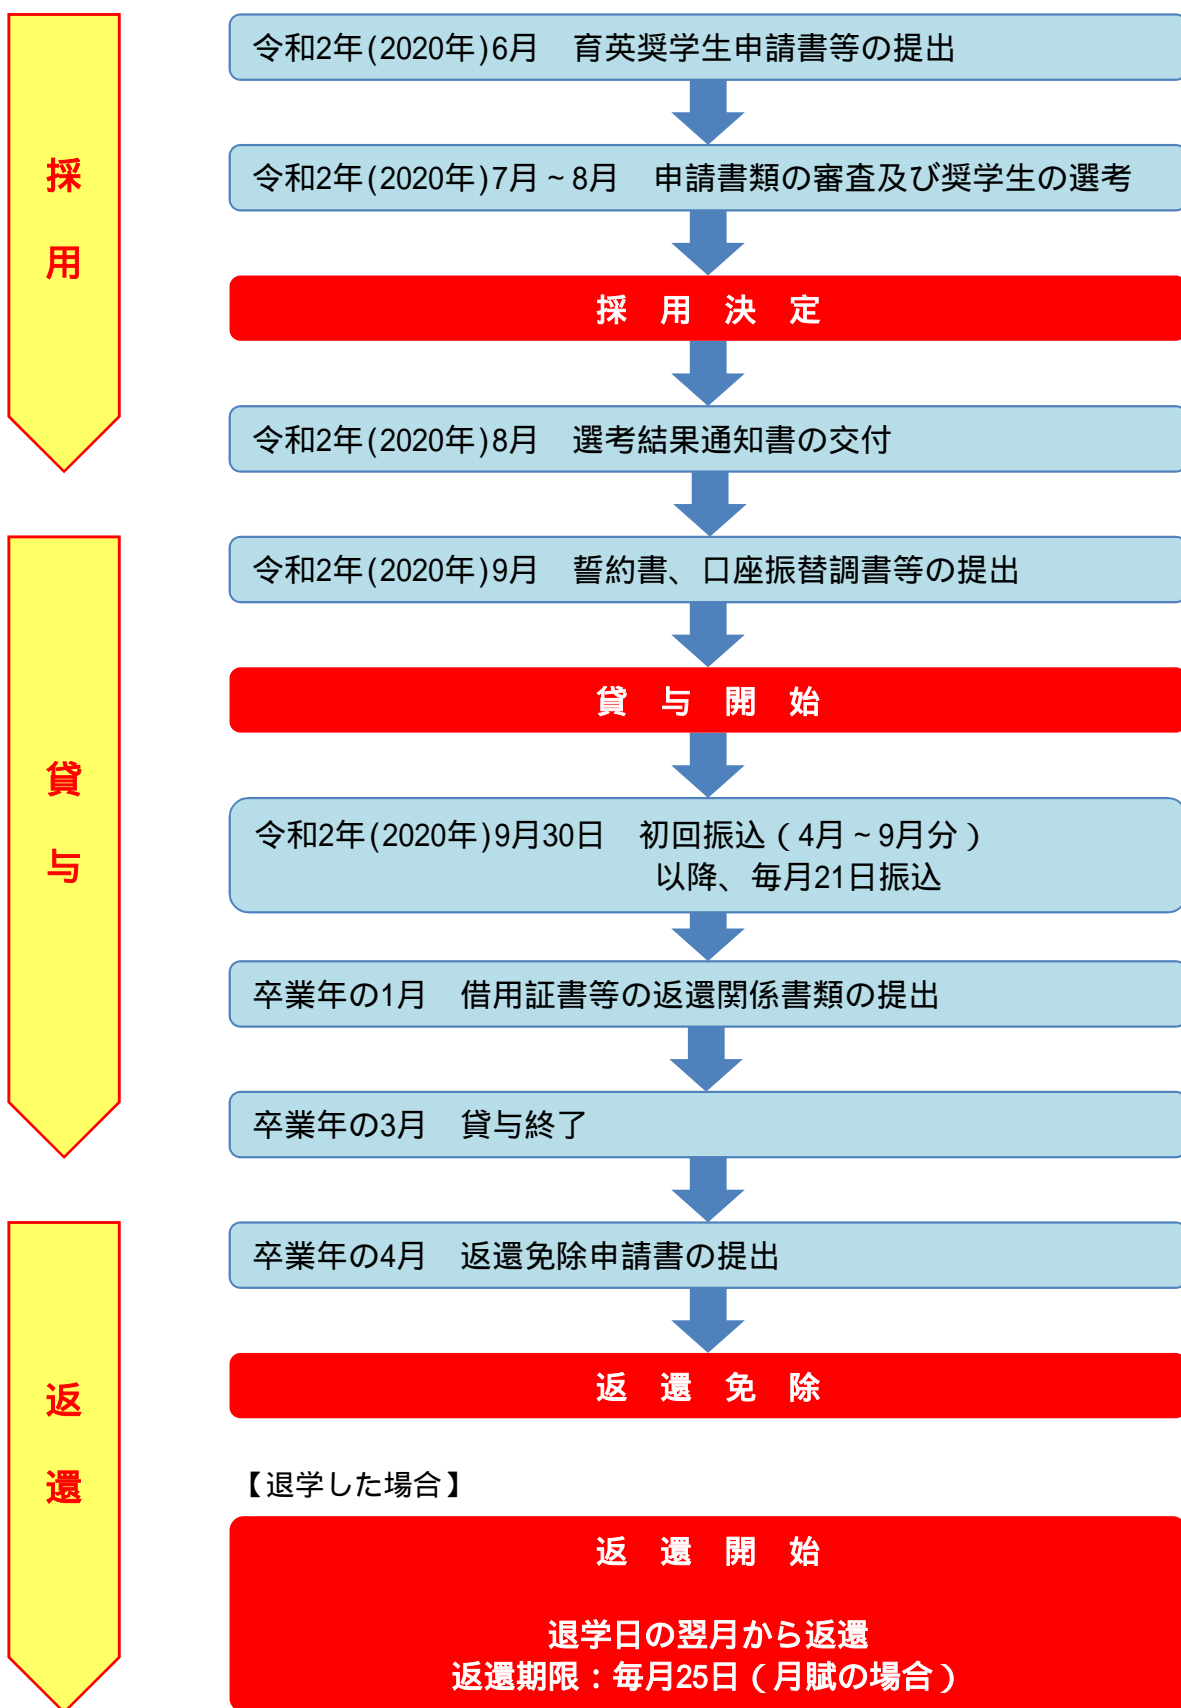 採用
令和2年(2020年)6月　育英奨学生申請書等の提出
令和2年(2020年)7月～8月　申請書類の審査及び奨学生の選考
採　用　決　定
令和2年(2020年)8月　選考結果通知書の交付
貸与
令和2年(2020年)9月　誓約書、口座振替調書等の提出
貸　与　開　始
令和2年(2020年)9月30日　初回振込（4月～9月分）
以降、毎月21日振込
卒業年の1月　借用証書等の返還関係書類の提出
卒業年の3月　貸与終了
返還
卒業年の4月　返還免除申請書の提出
返　還　免　除
【退学した場合】
返　還　開　始
退学日の翌月から返還
返還期限：毎月25日（月賦の場合）